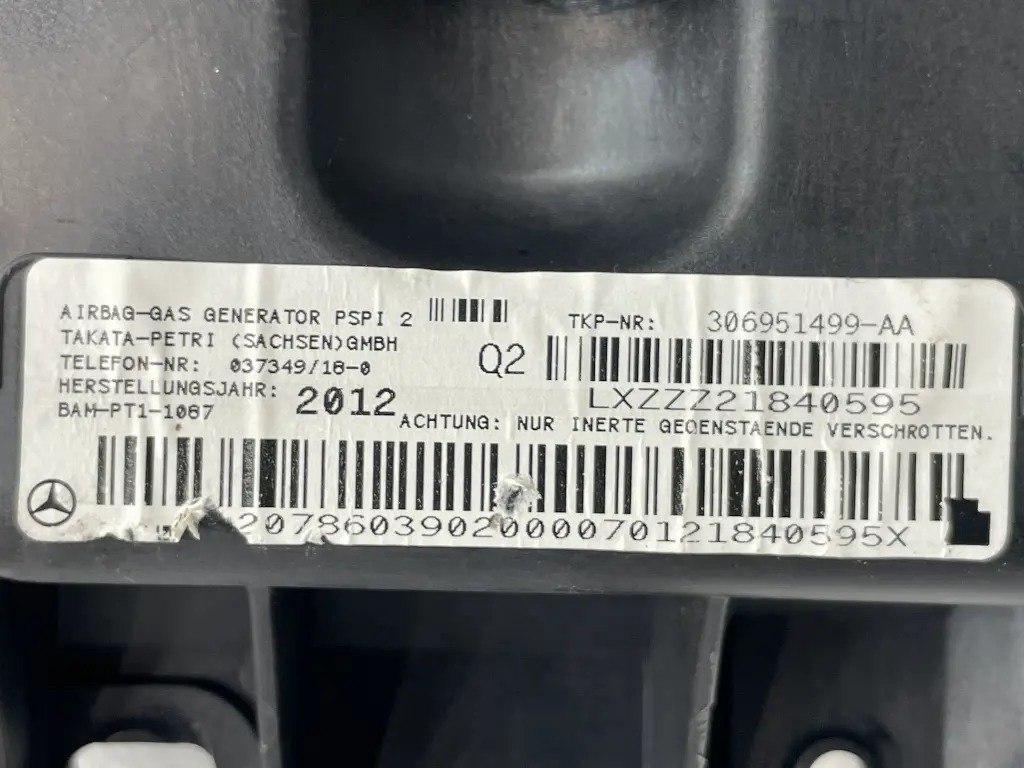 AIRBAG-GAS GENERATOR PSPI 2
TAKATA-PETRI (SACHSEN)GMBH
TELEFON-NR: 037349/18-0
HERSTELLUNGSJAHR: 2012
BAM-PT1-1087
TKP-NR: 306951499-AA
Q2
LXZZZ21840595
ACHTUNG: NUR INERTE GEGENSTAENDE VERSCHROTTEN.
2078603902000070121840595X